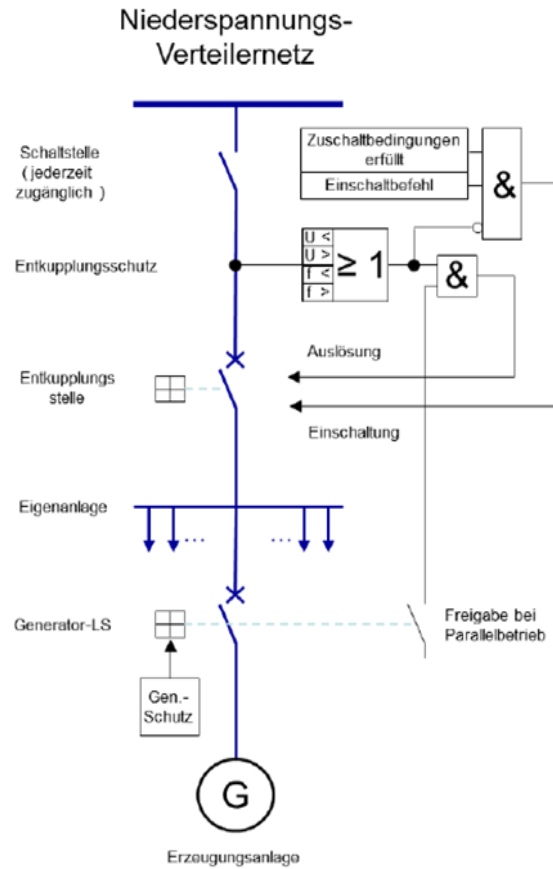 Niederspannungs-
Verteilernetz
Schaltstelle
( jederzeit
zugänglich )
Zuschaltbedingungen
erfüllt
Einschaltbefehl
&
Entkupplungsschutz
U <
U >
f <
f >
≥ 1
&
Auslösung
Entkupplungs
stelle
Einschaltung
Eigenanlage
...
...
Generator-LS
Freigabe bei
Parallelbetrieb
Gen.-
Schutz
G
Erzeugungsanlage